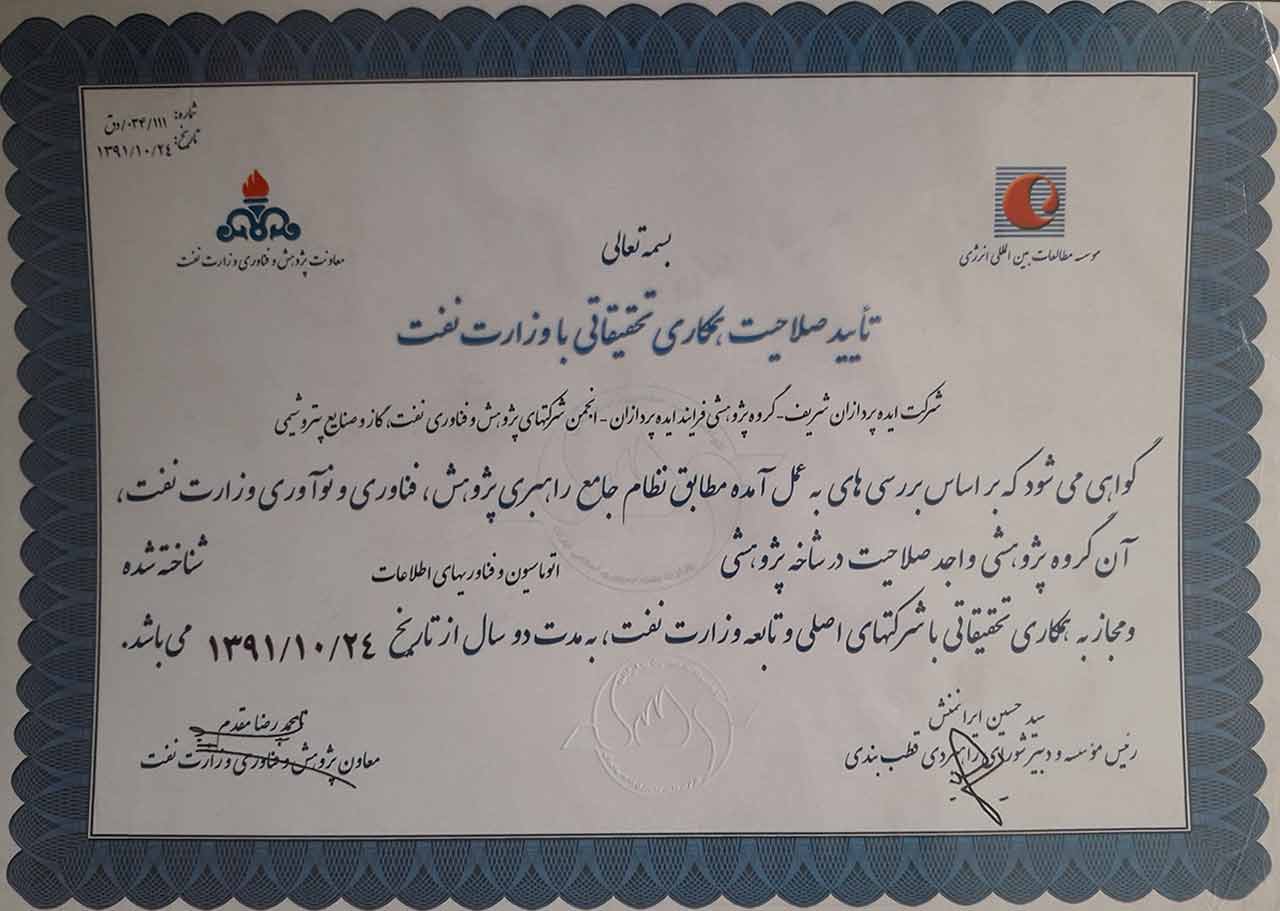 شماره: ۰۳۴/۱۱۱/دق
تاریخ: ۱۳۹۱/۱۰/۲۴
موسسه مطالعات بین المللی انرژی
معاونت پژوهش و فناوری وزارت نفت
بسمه تعالی
تأیید صلاحیت همکاری تحقیقاتی با وزارت نفت
شرکت ایده پردازان شریف - گروه پژوهشی فرایند ایده پردازان - انجمن شرکتهای پژوهش و فناوری نفت، گاز و صنایع پتروشیمی
گواهی می شود که بر اساس بررسی های به عمل آمده مطابق نظام جامع راهبری پژوهش، فناوری و نوآوری وزارت نفت،
آن گروه پژوهشی واجد صلاحیت در شاخه پژوهشی اتوماسیون و فناوریهای اطلاعات شناخته شده
و مجاز به همکاری تحقیقاتی با شرکتهای اصلی و تابعه وزارت نفت، به مدت دو سال از تاریخ ۱۳۹۱/۱۰/۲۴ می باشد.
سید حسین ایرانمنش
رئیس مؤسسه و دبیر شورای راهبردی قطب بندی
محمد رضا مقدم
معاون پژوهش و فناوری وزارت نفت